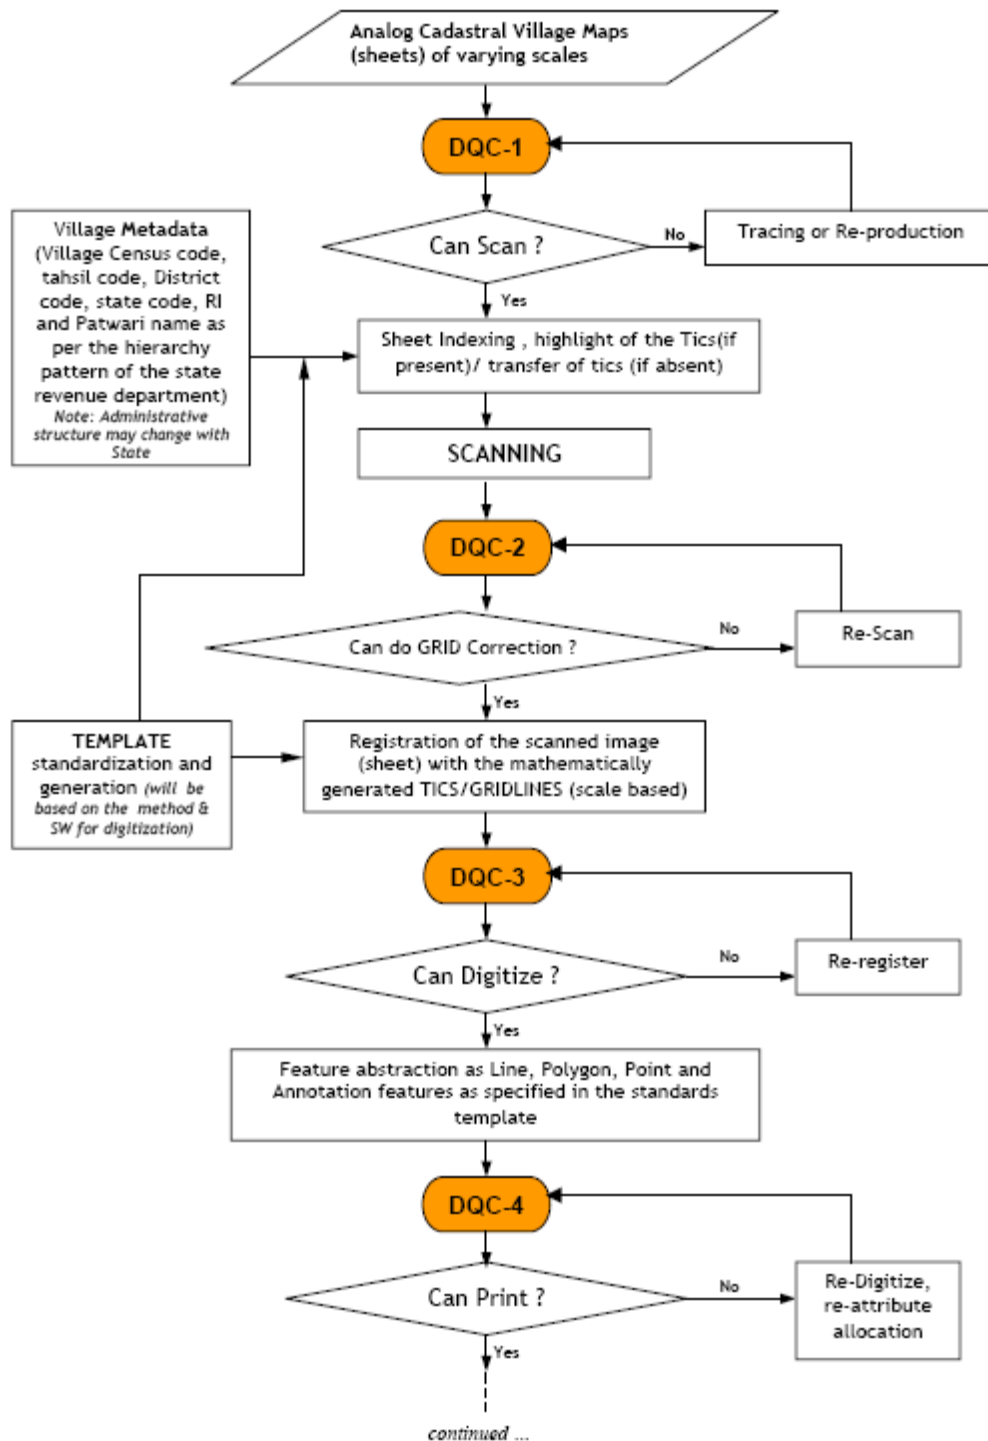 Analog Cadastral Village Maps
(sheets) of varying scales
DQC-1
Can Scan ?
No
Tracing or Re-production
Yes
Village Metadata
(Village Census code,
tahsil code, District
code, state code, RI
and Patwari name as
per the hierarchy
pattern of the state
revenue department)
Note: Administrative
structure may change with
State
Sheet Indexing , highlight of the Tics(if
present)/ transfer of tics (if absent)
SCANNING
DQC-2
Can do GRID Correction ?
No
Re-Scan
Yes
TEMPLATE
standardization and
generation (will be
based on the method &
SW for digitization)
Registration of the scanned image
(sheet) with the mathematically
generated TICS/GRIDLINES (scale based)
DQC-3
Can Digitize ?
No
Re-register
Yes
Feature abstraction as Line, Polygon, Point and
Annotation features as specified in the standards
template
DQC-4
Can Print ?
No
Re-Digitize,
re-attribute
allocation
Yes
continued ...